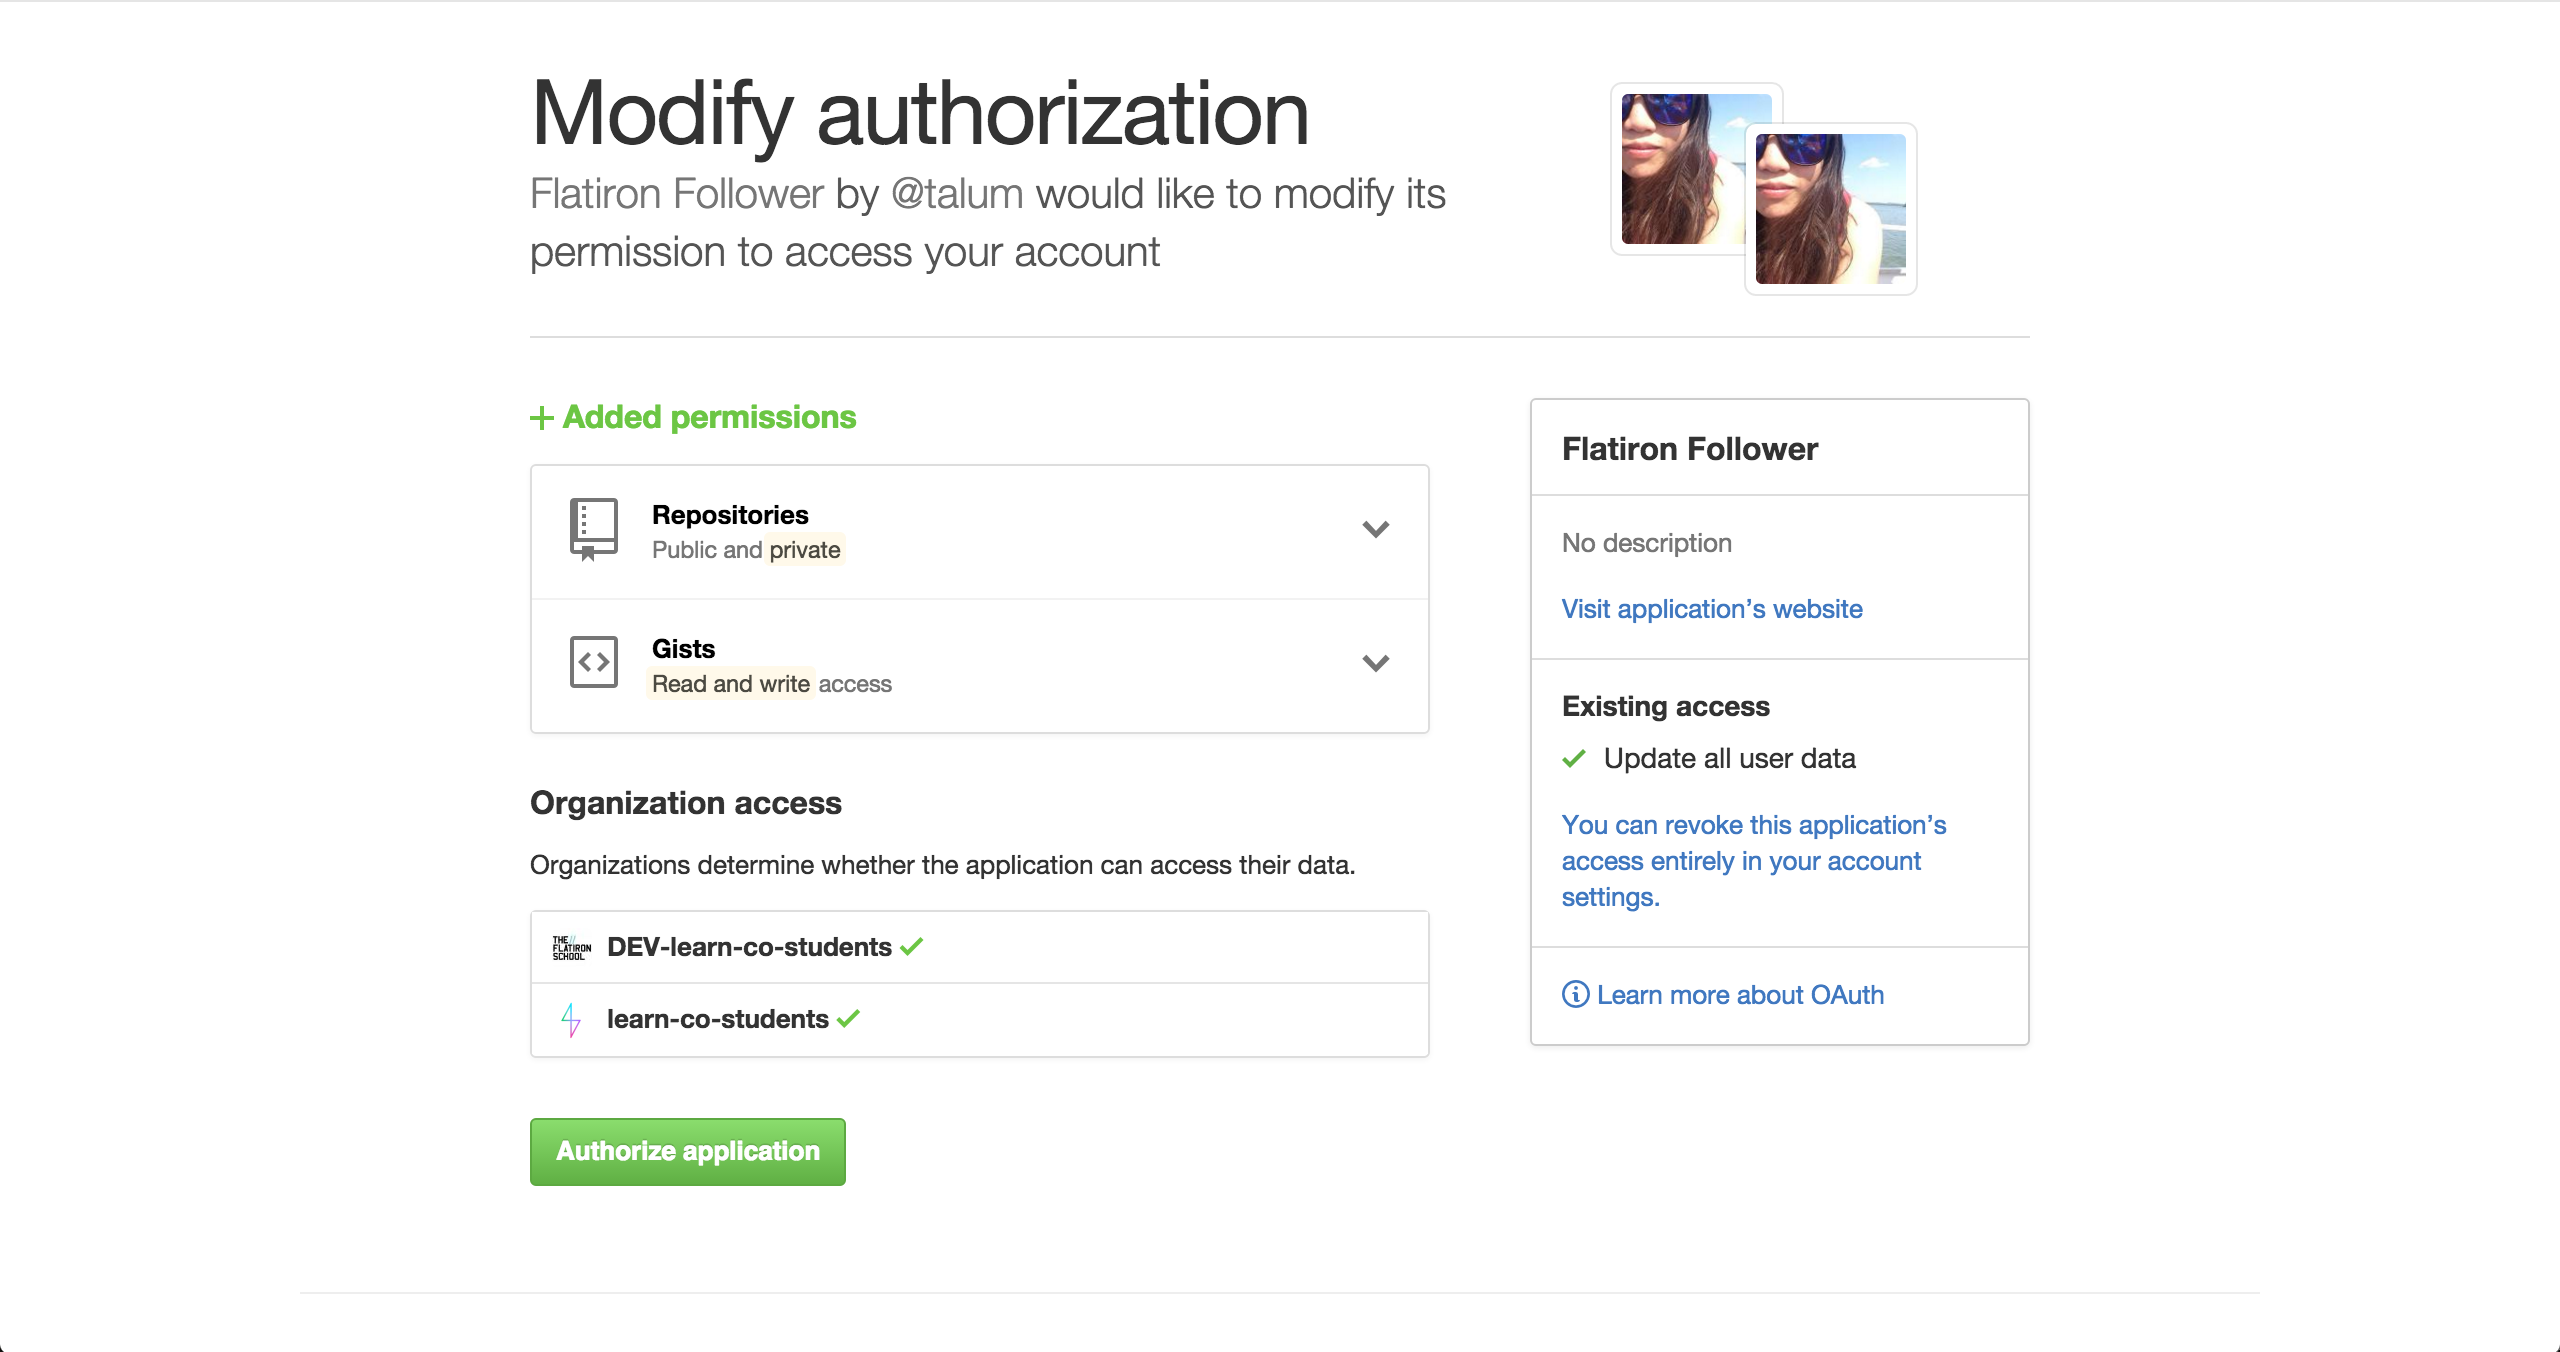 Modify authorization
Flatiron Follower by @talum would like to modify its
permission to access your account
Added permissions
Repositories
Public and private
Gists
Read and write access
Organization access
Organizations determine whether the application can access their data.
THE//
FLATIRON
SCHOOL
DEV-learn-co-students
learn-co-students
Authorize application
Flatiron Follower
No description
Visit application’s website
Existing access
Update all user data
You can revoke this application’s
access entirely in your account
settings.
Learn more about OAuth